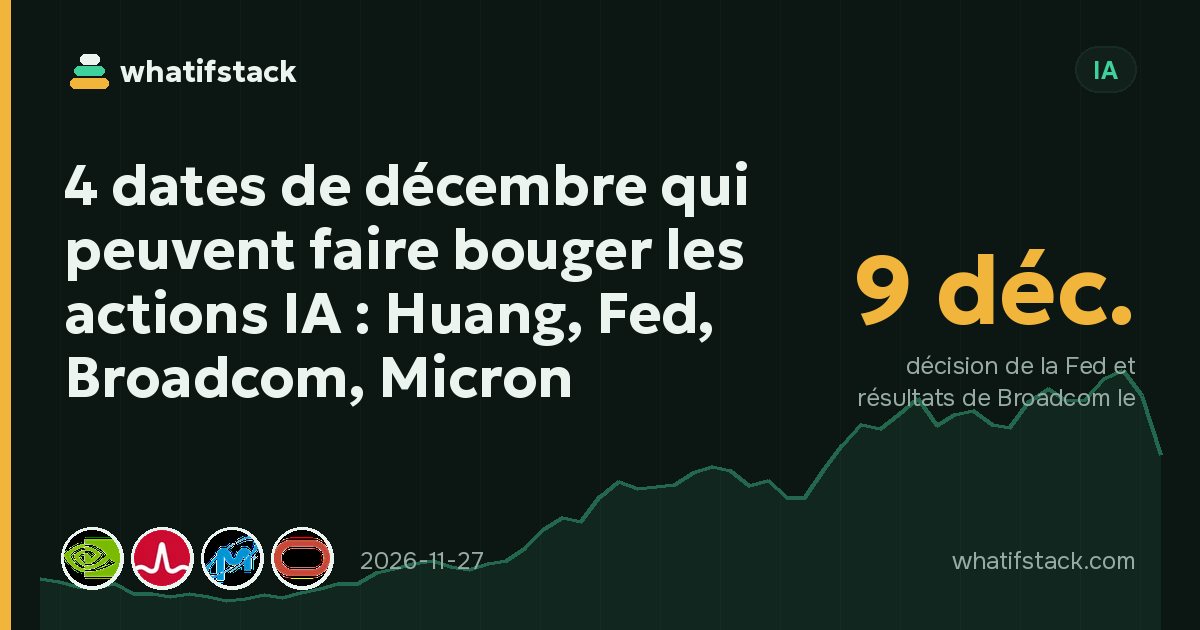 whatifstack
IA
4 dates de décembre qui
peuvent faire bouger les
actions IA : Huang, Fed,
Broadcom, Micron
9 déc.
décision de la Fed et
résultats de Broadcom le
2026-11-27
whatifstack.com